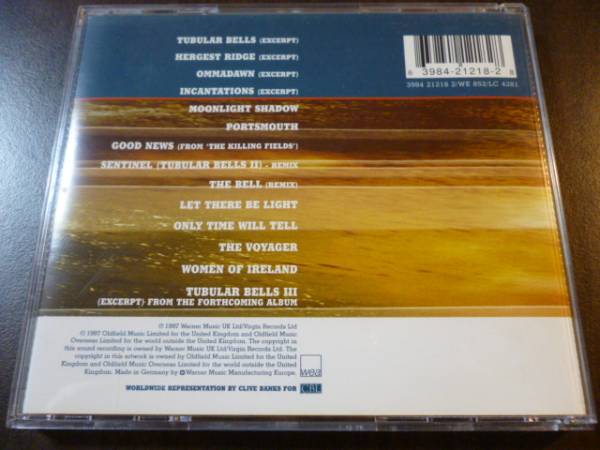 TUBULAR BELLS (EXCERPT)
HERGEST RIDGE (EXCERPT)
OMMADAWN (EXCERPT)
INCANTATIONS (EXCERPT)
MOONLIGHT SHADOW
PORTSMOUTH
GOOD NEWS (FROM 'THE KILLING FIELDS')
SENTINEL (TUBULAR BELLS II) - REMIX
THE BELL (REMIX)
LET THERE BE LIGHT
ONLY TIME WILL TELL
THE VOYAGER
WOMEN OF IRELAND
TUBULAR BELLS III
(EXCERPT) FROM THE FORTHCOMING ALBUM
6 3984-21218-2 8
3984 21218 2/WE 852/LC 4281
℗ 1997 Warner Music UK Ltd/Virgin Records Ltd
© 1997 Oldfield Music Limited for the United Kingdom and Oldfield Music
Overseas Limited for the world outside the United Kingdom. The copyright in
this sound recording is owned by Warner Music UK Ltd/Virgin Records Ltd. The
copyright in this artwork is owned by Oldfield Music Limited for the United
Kingdom and Oldfield Music Overseas Limited for the world outside the United
Kingdom. Made in Germany by Warner Music Manufacturing Europe.
wea
WORLDWIDE REPRESENTATION BY CLIVE BANKS FOR CBL